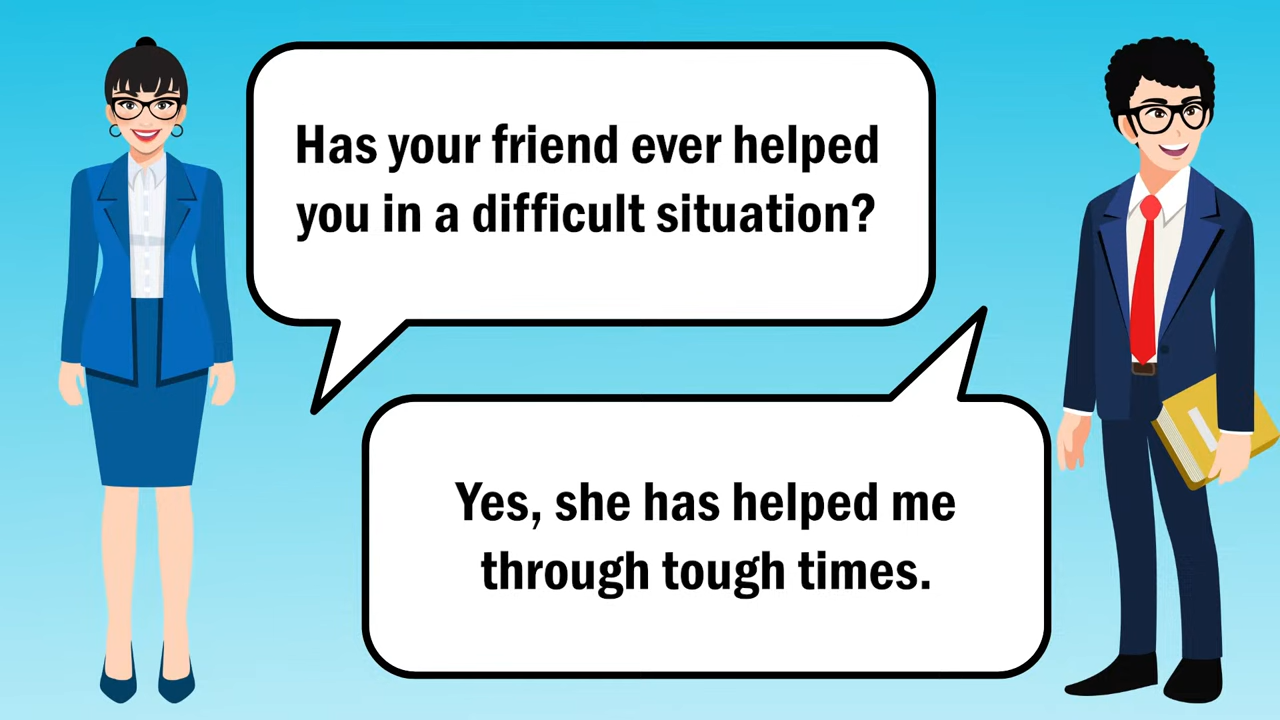 Has your friend ever helped
you in a difficult situation?
Yes, she has helped me
through tough times.